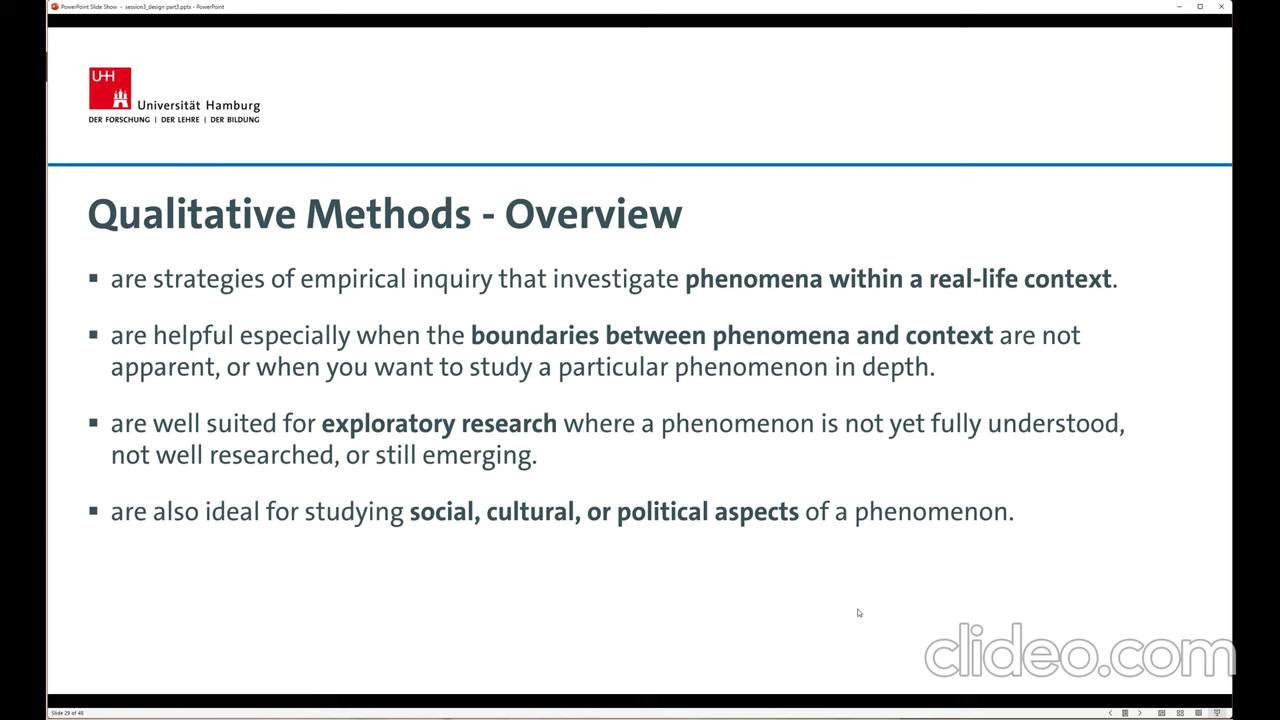 PowerPoint Slide Show - session3_design part3.pptx - PowerPoint
UHH
Universität Hamburg
DER FORSCHUNG | DER LEHRE | DER BILDUNG
Qualitative Methods - Overview
▪ are strategies of empirical inquiry that investigate phenomena within a real-life context.
▪ are helpful especially when the boundaries between phenomena and context are not
apparent, or when you want to study a particular phenomenon in depth.
▪ are well suited for exploratory research where a phenomenon is not yet fully understood,
not well researched, or still emerging.
▪ are also ideal for studying social, cultural, or political aspects of a phenomenon.
clideo.com
Slide 29 of 48